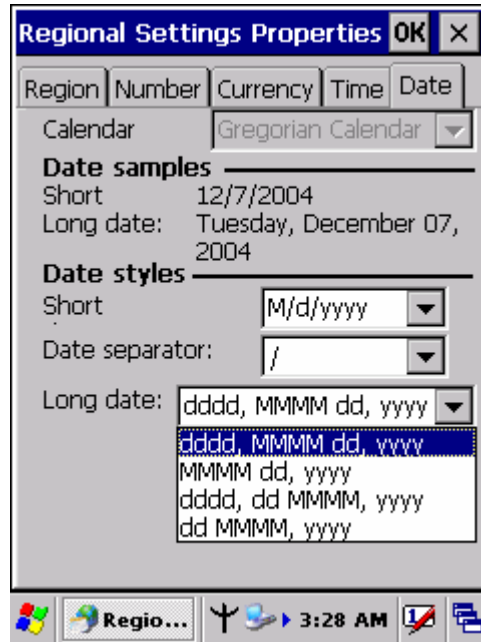 Regional Settings Properties OK ×
Region Number Currency Time Date
Calendar Gregorian Calendar
Date samples
Short 12/7/2004
Long date: Tuesday, December 07,
2004
Date styles
Short M/d/yyyy
Date separator: /
Long date: dddd, MMMM dd, yyyy
dddd, MMMM dd, yyyy
MMMM dd, yyyy
dddd, dd MMMM, yyyy
dd MMMM, yyyy
Regio... 3:28 AM